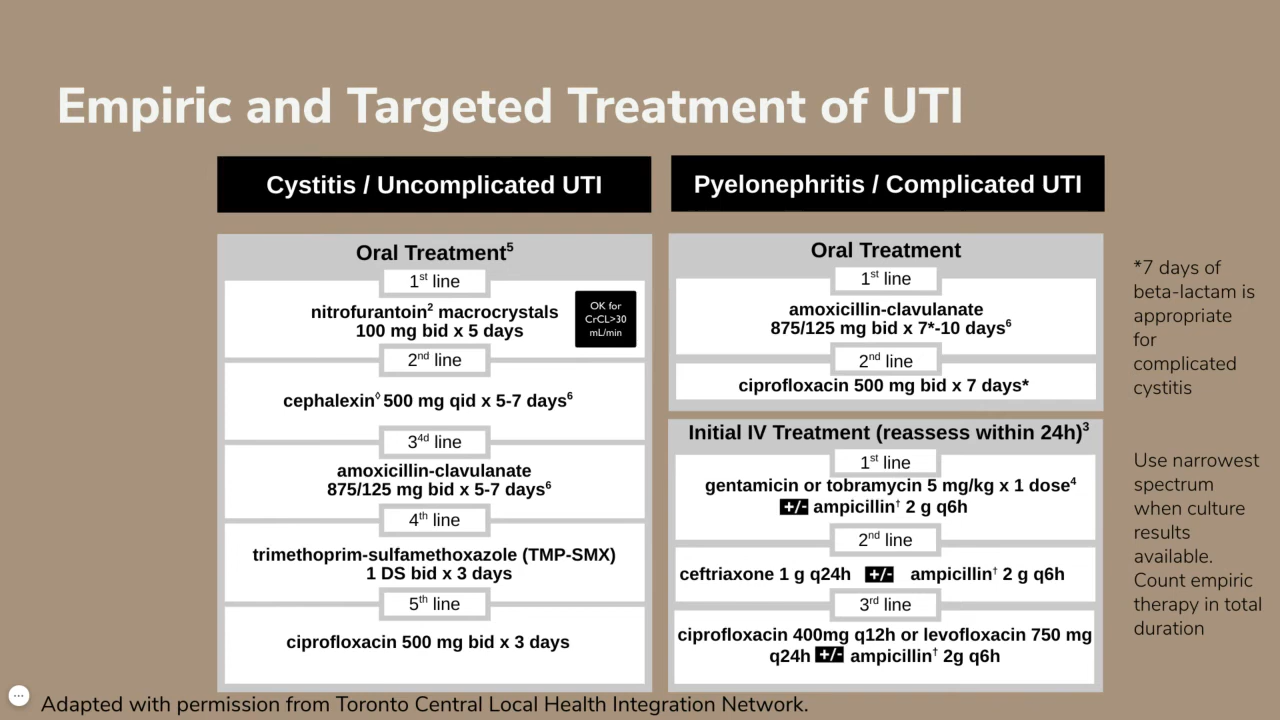 Empiric and Targeted Treatment of UTI
Cystitis / Uncomplicated UTI
Oral Treatment⁵
1ˢᵗ line
nitrofurantoin² macrocrystals
100 mg bid x 5 days
OK for
CrCL>30
mL/min
2ⁿᵈ line
cephalexin◊ 500 mg qid x 5-7 days⁶
3⁴ᵈ line
amoxicillin-clavulanate
875/125 mg bid x 5-7 days⁶
4ᵗʰ line
trimethoprim-sulfamethoxazole (TMP-SMX)
1 DS bid x 3 days
5ᵗʰ line
ciprofloxacin 500 mg bid x 3 days
Pyelonephritis / Complicated UTI
Oral Treatment
1ˢᵗ line
amoxicillin-clavulanate
875/125 mg bid x 7*-10 days⁶
2ⁿᵈ line
ciprofloxacin 500 mg bid x 7 days*
Initial IV Treatment (reassess within 24h)³
1ˢᵗ line
gentamicin or tobramycin 5 mg/kg x 1 dose⁴
+/- ampicillin† 2 g q6h
2ⁿᵈ line
ceftriaxone 1 g q24h +/- ampicillin† 2 g q6h
3ʳᵈ line
ciprofloxacin 400mg q12h or levofloxacin 750 mg
q24h +/- ampicillin† 2g q6h
*7 days of
beta-lactam is
appropriate
for
complicated
cystitis
Use narrowest
spectrum
when culture
results
available.
Count empiric
therapy in total
duration
Adapted with permission from Toronto Central Local Health Integration Network.